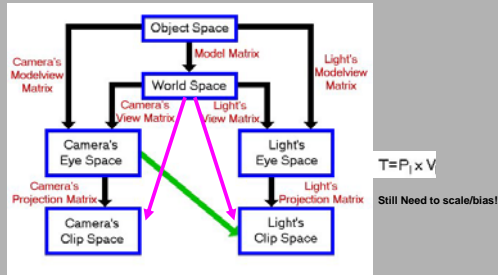 Object Space
Camera's
Modelview
Matrix
Model Matrix
Light's
Modelview
Matrix
World Space
Camera's
View Matrix
Light's
View Matrix
Camera's
Eye Space
Light's
Eye Space
T=Pl x V
Camera's
Projection Matrix
Light's
Projection Matrix
Still Need to scale/bias!
Camera's
Clip Space
Light's
Clip Space